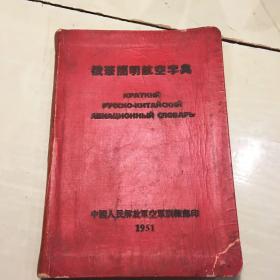 俄華簡明航空字典
КРАТКИЙ
РУССКО-КИТАЙСКИЙ
АВИАЦИОННЫЙ СЛОВАРЬ
中國人民解放軍空軍訓練部印
1951